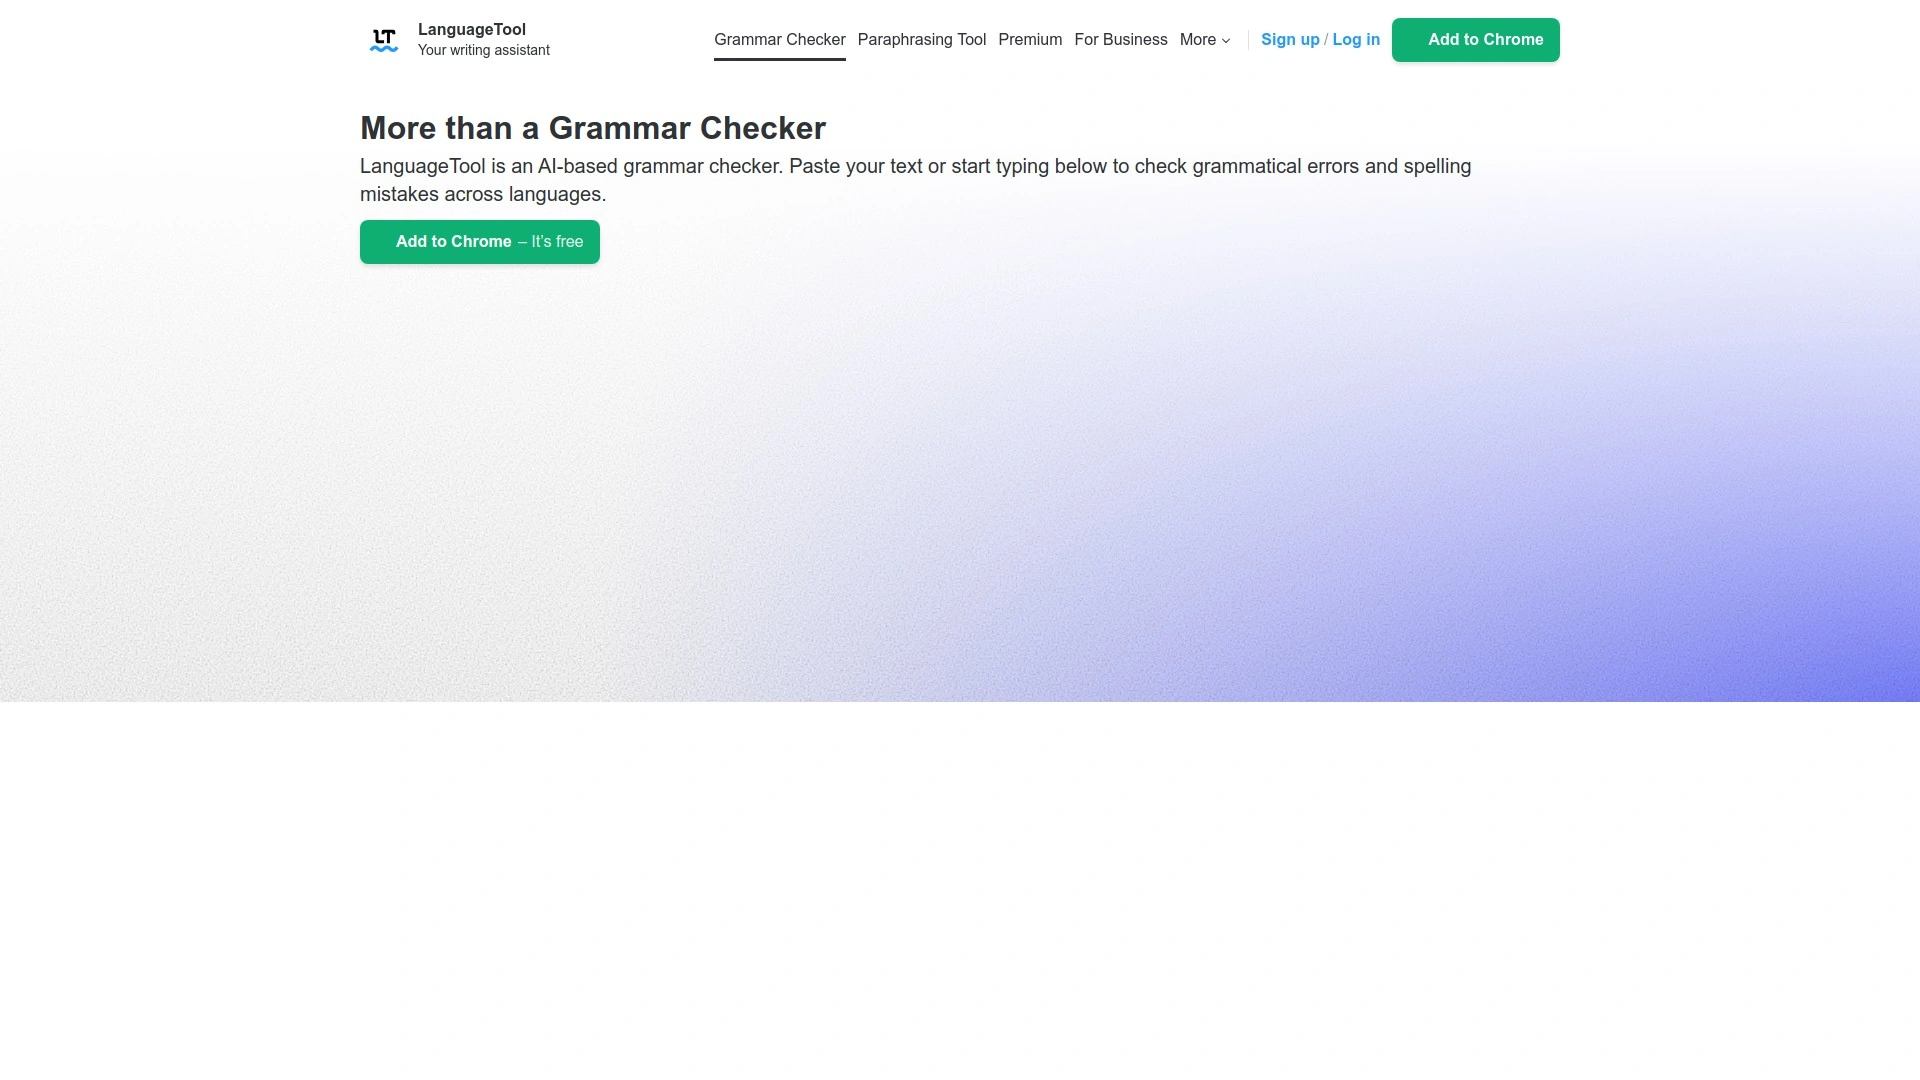 LT
LanguageTool
Your writing assistant
Grammar Checker Paraphrasing Tool Premium For Business More Sign up / Log in Add to Chrome
More than a Grammar Checker
LanguageTool is an AI-based grammar checker. Paste your text or start typing below to check grammatical errors and spelling
mistakes across languages.
Add to Chrome – It's free